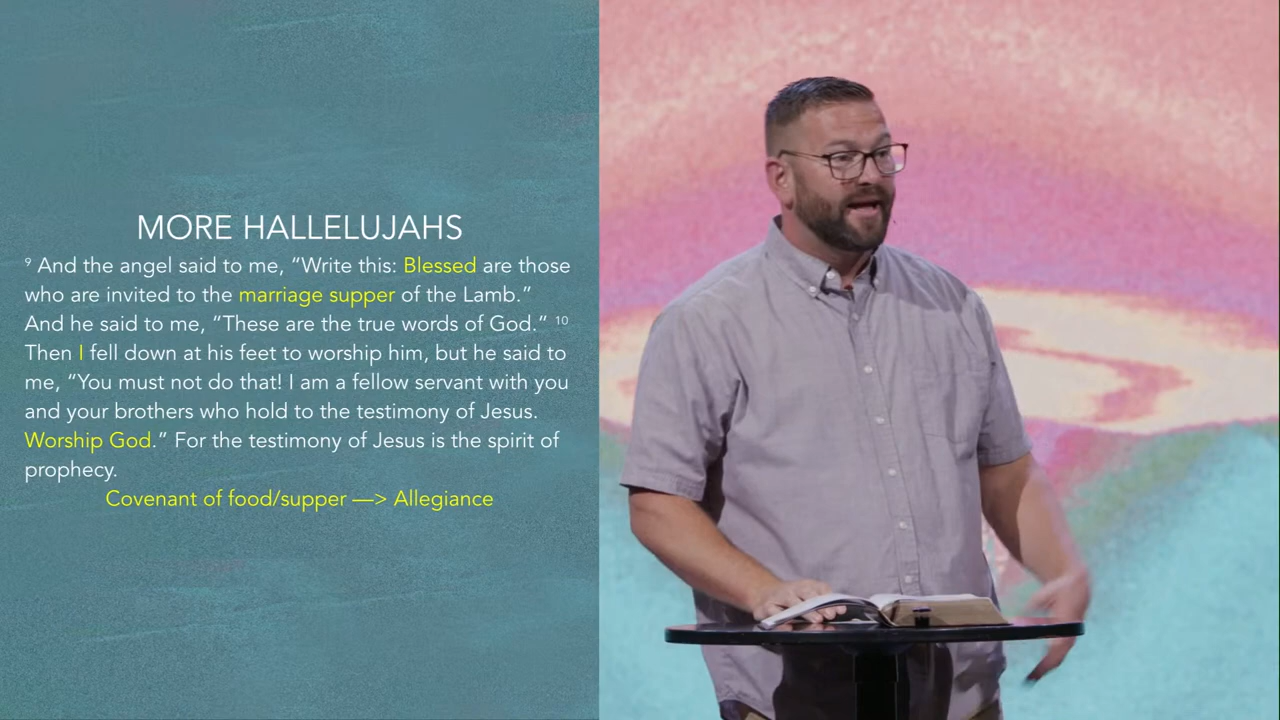 MORE HALLELUJAHS
⁹ And the angel said to me, “Write this: Blessed are those
who are invited to the marriage supper of the Lamb.”
And he said to me, “These are the true words of God.” ¹⁰
Then I fell down at his feet to worship him, but he said to
me, “You must not do that! I am a fellow servant with you
and your brothers who hold to the testimony of Jesus.
Worship God.” For the testimony of Jesus is the spirit of
prophecy.
Covenant of food/supper —> Allegiance